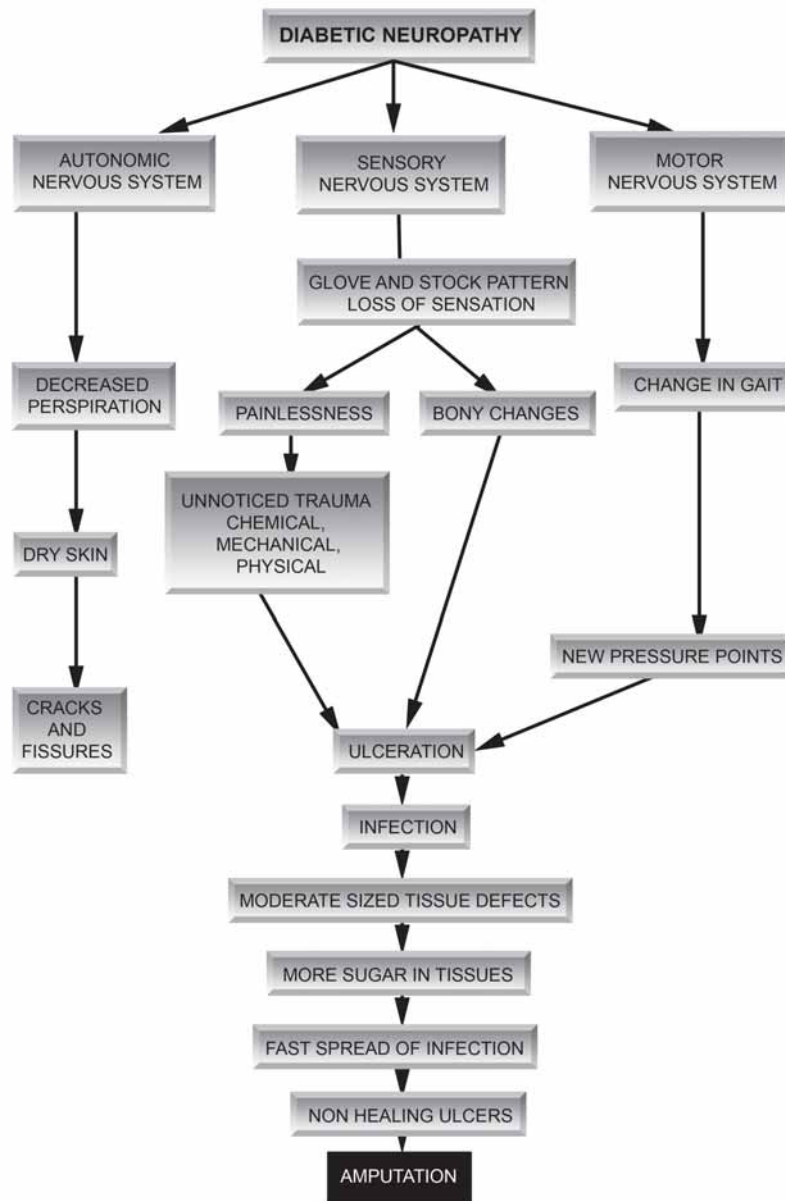 DIABETIC NEUROPATHY
AUTONOMIC
NERVOUS SYSTEM
SENSORY
NERVOUS SYSTEM
MOTOR
NERVOUS SYSTEM
GLOVE AND STOCK PATTERN
LOSS OF SENSATION
DECREASED
PERSPIRATION
PAINLESSNESS
BONY CHANGES
CHANGE IN GAIT
UNNOTICED TRAUMA
CHEMICAL,
MECHANICAL,
PHYSICAL
DRY SKIN
NEW PRESSURE POINTS
CRACKS
AND
FISSURES
ULCERATION
INFECTION
MODERATE SIZED TISSUE DEFECTS
MORE SUGAR IN TISSUES
FAST SPREAD OF INFECTION
NON HEALING ULCERS
AMPUTATION